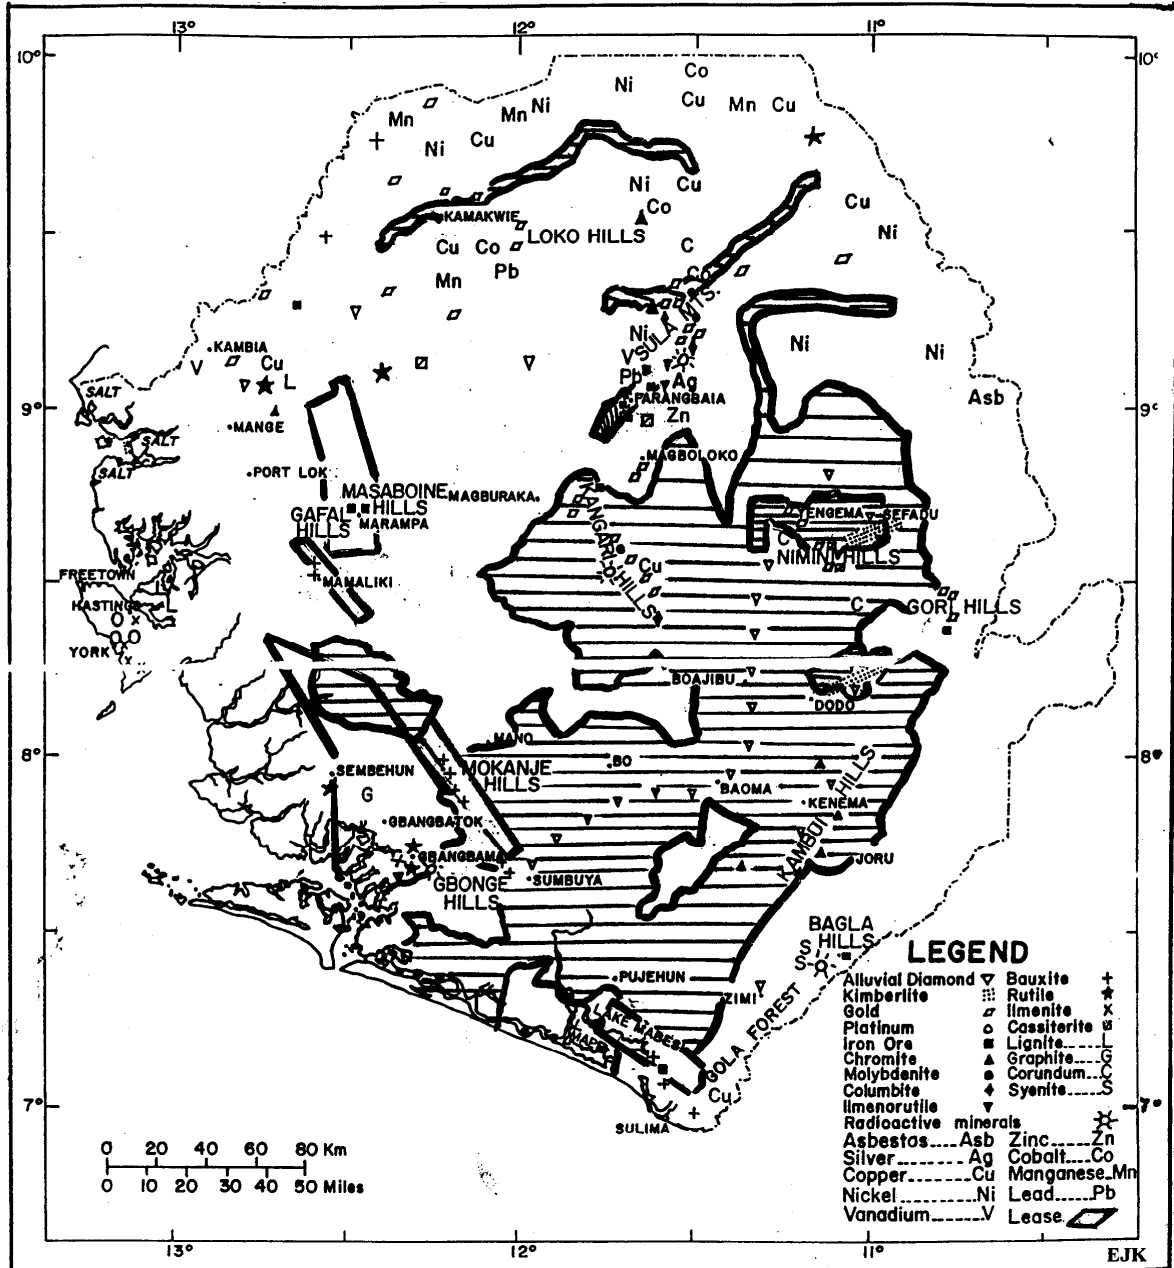 13° 12° 11°
10° 10°
Co
Ni
Cu Mn Cu
Mn Mn Ni
Ni Cu
Ni Cu
Co
KAMAKWIE
Cu
LOKO HILLS
Cu Co C Ni
Pb
Mn Co
SULA MTS.
Ni
KAMBIA
V Cu V Ni Ni
L Pb Ag
SALT
9° PARANGBAIA Asb 9°
Zn
MANGE
SALT
MAGBOLOKO
SALT PORT LOK
MASABOINE HILLS
MAGBURAKA
GAFAL HILLS
MARAMPA
KANGARI HILLS
YENGEMA SEFADU
C
NIMINI HILLS
FREETOWN
MAMALIKI
Cu
HASTINGS
C GORI HILLS
YORK
BOAJIBU
DODO
MANO
8° BO 8°
SEMBEHUN
MOKANJE HILLS
G
BAOMA
KENEMA
KAMBUI HILLS
GBANGBATOK
GBANGBAMA
JORU
SUMBUYA
GBONGE HILLS
BAGLA HILLS
S
S
PUJEHUN
ZIMI
LAKE MABESI
MAPE
GOLA FOREST
Cu
7° 7°
SULIMA
LEGEND
Alluvial Diamond Bauxite
Kimberlite Rutile
Gold Ilmenite
Platinum Cassiterite
Iron Ore Lignite----L
Chromite Graphite---G
Molybdenite Corundum---C
Columbite Syenite----S
Ilmenorutile
Radioactive minerals
Asbestos----Asb Zinc-----Zn
Silver---------Ag Cobalt----Co
Copper--------Cu Manganese--Mn
Nickel---------Ni Lead-----Pb
Vanadium------V Lease
0 20 40 60 80 Km
0 10 20 30 40 50 Miles
13° 12° 11°
EJK